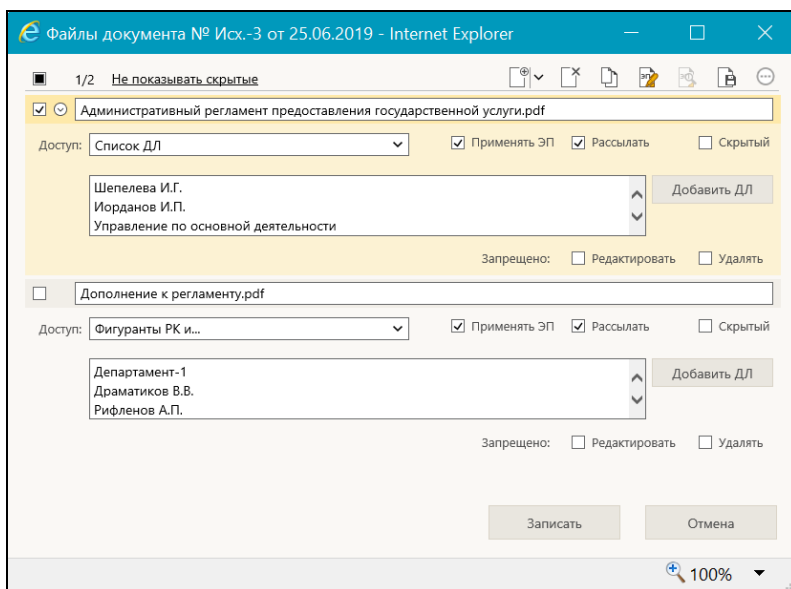 Файлы документа № Исх.-3 от 25.06.2019 - Internet Explorer
1/2 Не показывать скрытые
Административный регламент предоставления государственной услуги.pdf
Доступ: Список ДЛ Применять ЭП Рассылать Скрытый
Шепелева И.Г.
Иорданов И.П.
Управление по основной деятельности
Добавить ДЛ
Запрещено: Редактировать Удалять
Дополнение к регламенту.pdf
Доступ: Фигуранты РК и... Применять ЭП Рассылать Скрытый
Департамент-1
Драматиков В.В.
Рифленов А.П.
Добавить ДЛ
Запрещено: Редактировать Удалять
Записать Отмена
100%